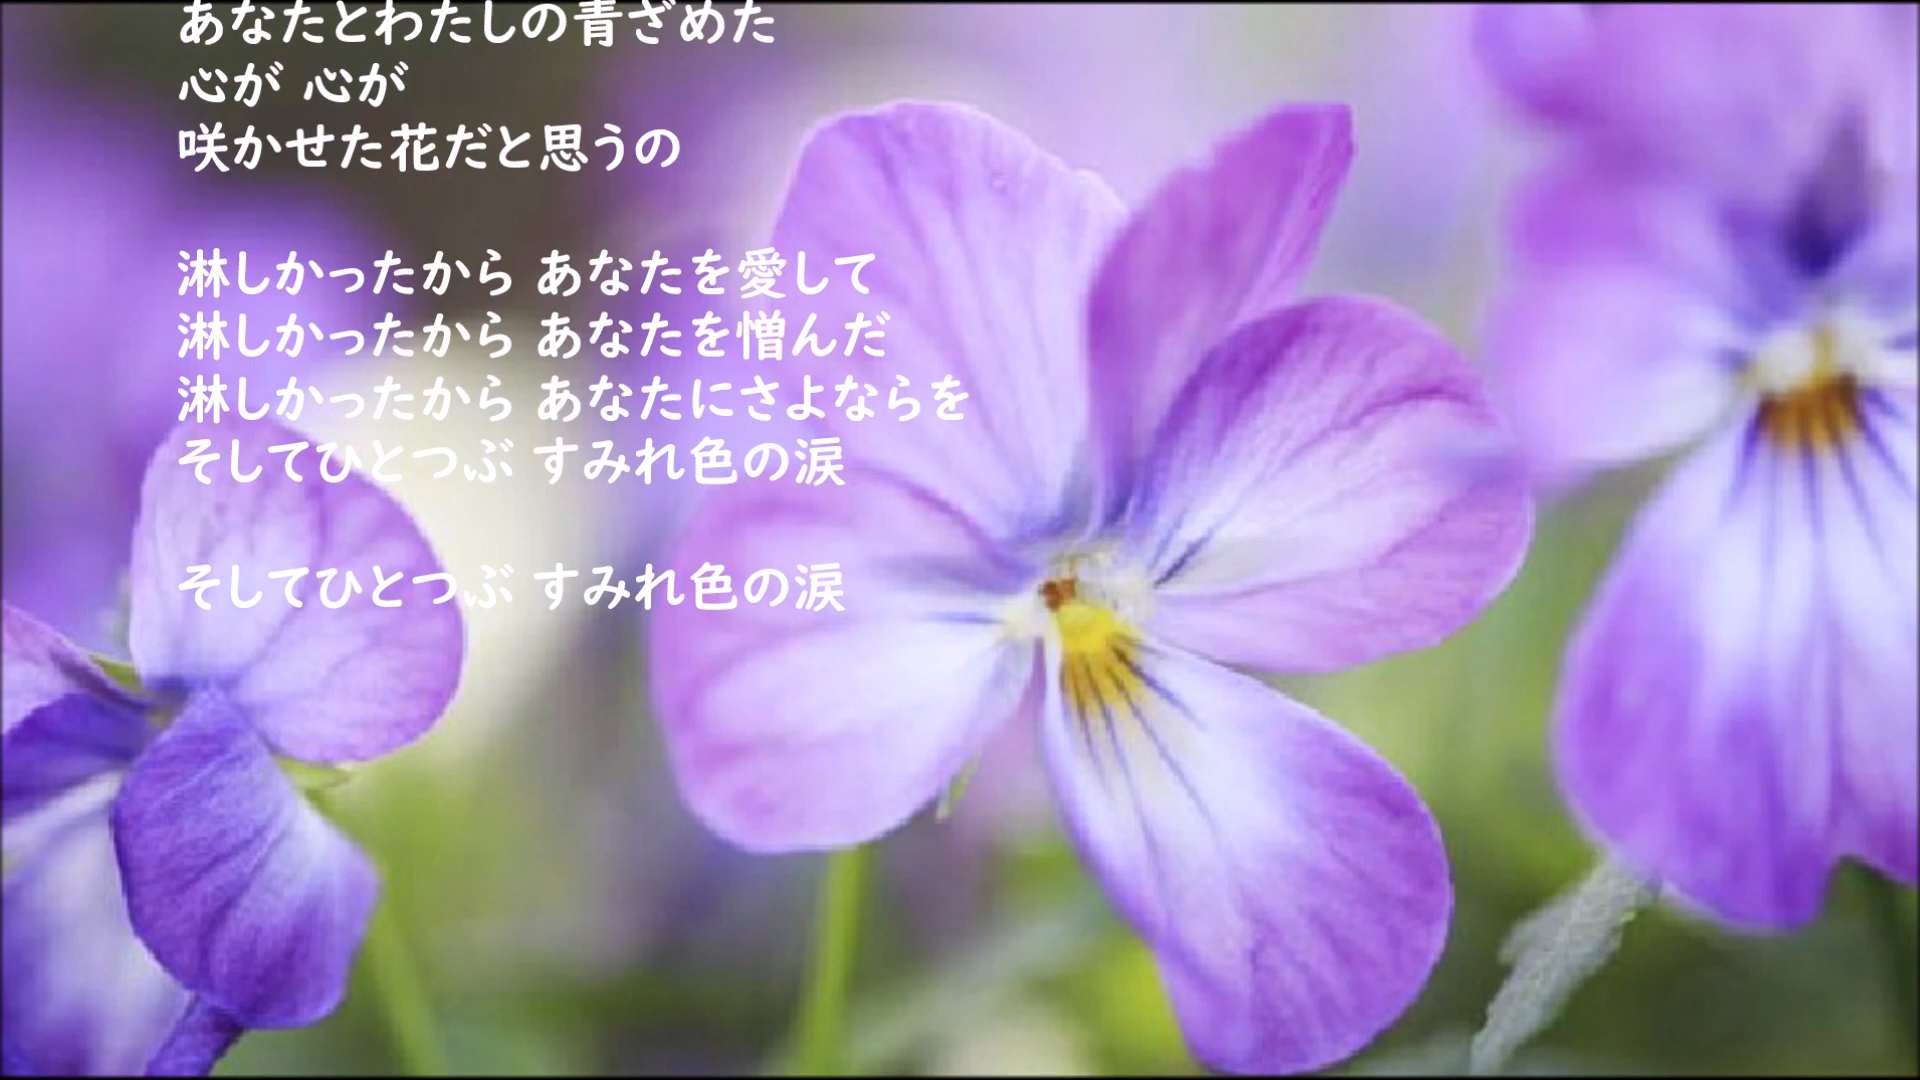 あなたとわたしの青ざめた
心が 心が
咲かせた花だと思うの
淋しかったから あなたを愛して
淋しかったから あなたを憎んだ
淋しかったから あなたにさよならを
そしてひとつぶ すみれ色の涙
そしてひとつぶ すみれ色の涙